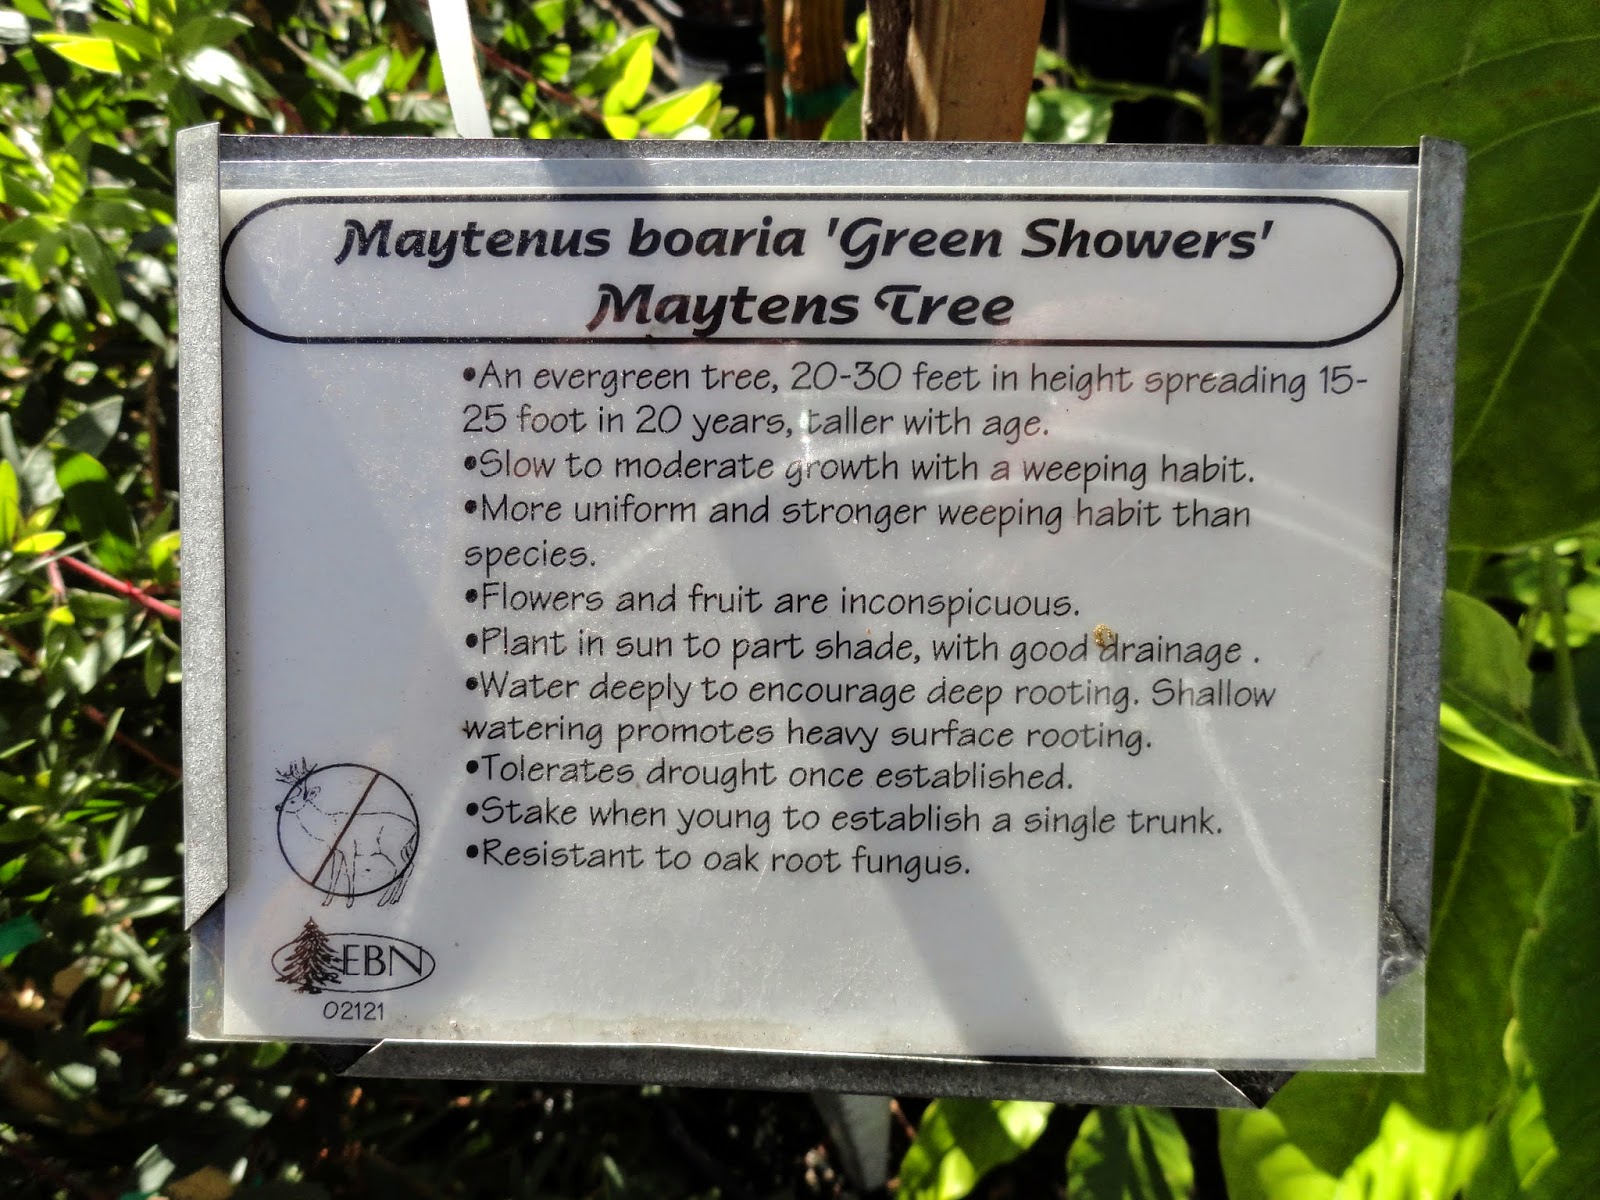 Maytenus boaria 'Green Showers'
Maytens Tree
•An evergreen tree, 20-30 feet in height spreading 15-
25 foot in 20 years, taller with age.
•Slow to moderate growth with a weeping habit.
•More uniform and stronger weeping habit than
species.
•Flowers and fruit are inconspicuous.
•Plant in sun to part shade, with good drainage .
•Water deeply to encourage deep rooting. Shallow
watering promotes heavy surface rooting.
•Tolerates drought once established.
•Stake when young to establish a single trunk.
•Resistant to oak root fungus.
EBN
02121